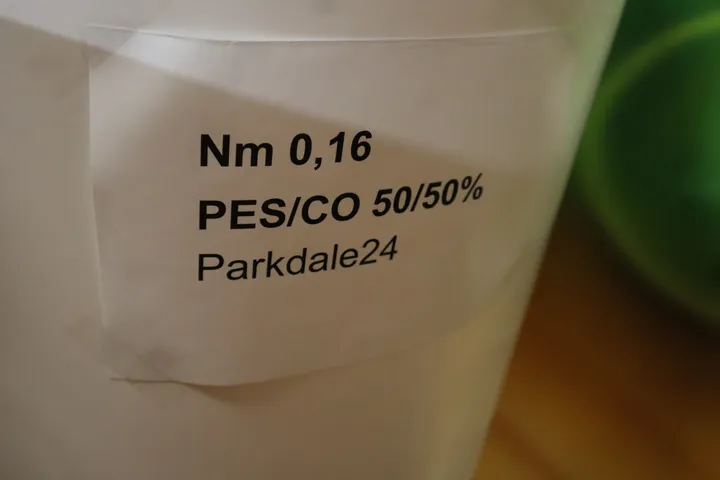 Nm 0,16
PES/CO 50/50%
Parkdale24